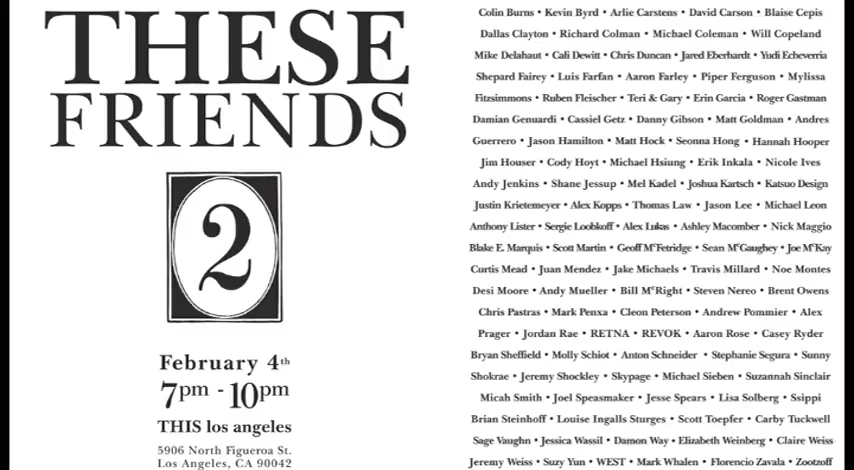 THESE
FRIENDS
2
February 4th
7pm - 10pm
THIS los angeles
5906 North Figueroa St.
Los Angeles, CA 90042
Colin Burns • Kevin Byrd • Arlie Carstens • David Carson • Blaise Cepis
Dallas Clayton • Richard Colman • Michael Coleman • Will Copeland
Mike Delahaut • Cali Dewitt • Chris Duncan • Jared Eberhardt • Yudi Echeverria
Shepard Fairey • Luis Farfan • Aaron Farley • Piper Ferguson • Mylissa
Fitzsimmons • Ruben Fleischer • Teri & Gary • Erin Garcia • Roger Gastman
Damian Genuardi • Cassiel Getz • Danny Gibson • Matt Goldman • Andres
Guerrero • Jason Hamilton • Matt Hock • Seonna Hong • Hannah Hooper
Jim Houser • Cody Hoyt • Michael Hsiung • Erik Inkala • Nicole Ives
Andy Jenkins • Shane Jessup • Mel Kadel • Joshua Kartsch • Katsuo Design
Justin Krietemeyer • Alex Kopps • Thomas Law • Jason Lee • Michael Leon
Anthony Lister • Sergie Loobkoff • Alex Lukas • Ashley Macomber • Nick Maggio
Blake E. Marquis • Scott Martin • Geoff McFetridge • Sean McGaughey • Joe McKay
Curtis Mead • Juan Mendez • Jake Michaels • Travis Millard • Noe Montes
Desi Moore • Andy Mueller • Bill McRight • Steven Nereo • Brent Owens
Chris Pastras • Mark Penxa • Cleon Peterson • Andrew Pommier • Alex
Prager • Jordan Rae • RETNA • REVOK • Aaron Rose • Casey Ryder
Bryan Sheffield • Molly Schiot • Anton Schneider • Stephanie Segura • Sunny
Shokrae • Jeremy Shockley • Skypage • Michael Sieben • Suzannah Sinclair
Micah Smith • Joel Speasmaker • Jesse Spears • Lisa Solberg • Ssippi
Brian Steinhoff • Louise Ingalls Sturges • Scott Toepfer • Carby Tuckwell
Sage Vaughn • Jessica Wassil • Damon Way • Elizabeth Weinberg • Claire Weiss
Jeremy Weiss • Suzy Yun • WEST • Mark Whalen • Florencio Zavala • Zootzoff